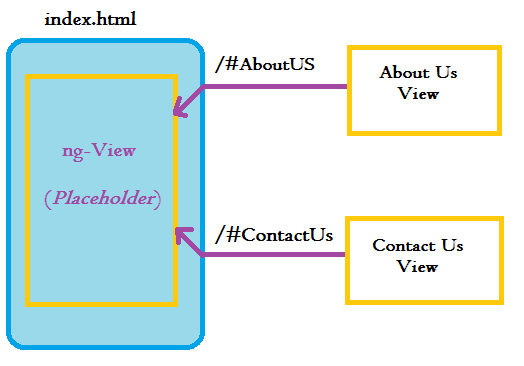 index.html
/#AboutUS
About Us
View
ng-View
(Placeholder)
/#ContactUs
Contact Us
View